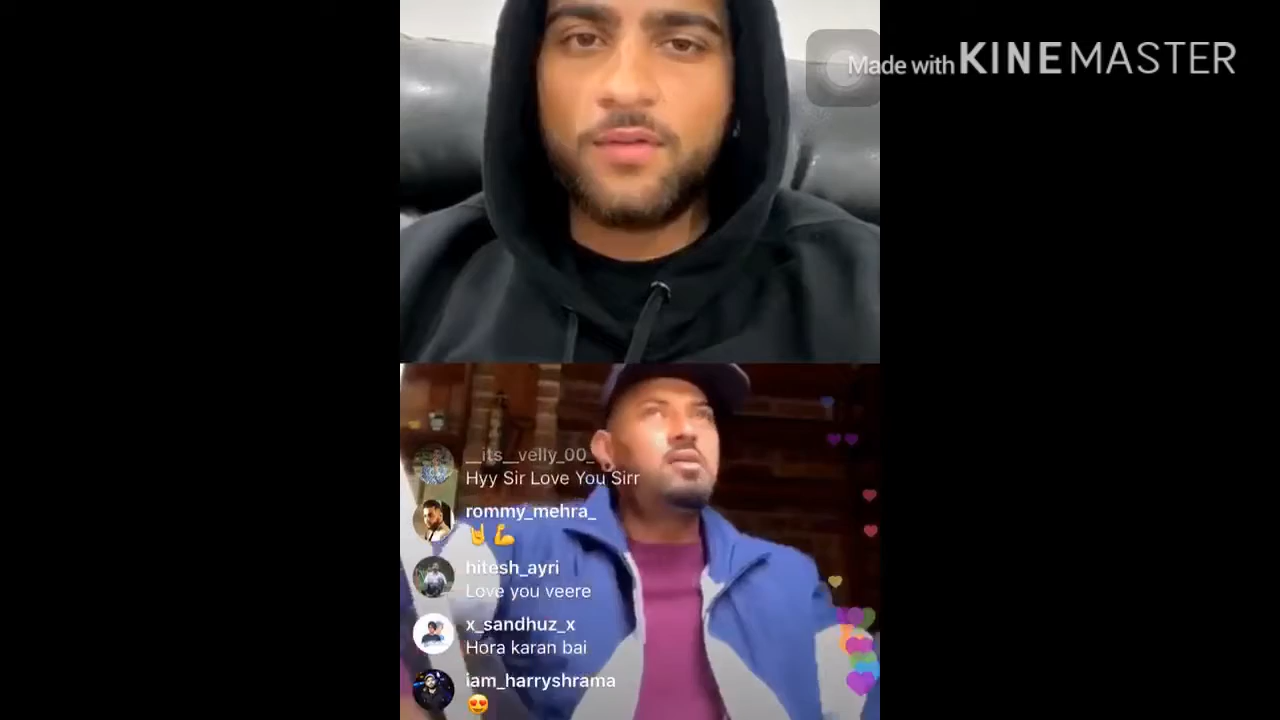 Made with KINEMASTER
__its__velly_00_
Hyy Sir Love You Sirr
rommy_mehra_
🤘💪
hitesh_ayri
Love you veere
x_sandhuz_x
Hora karan bai
iam_harryshrama
😍